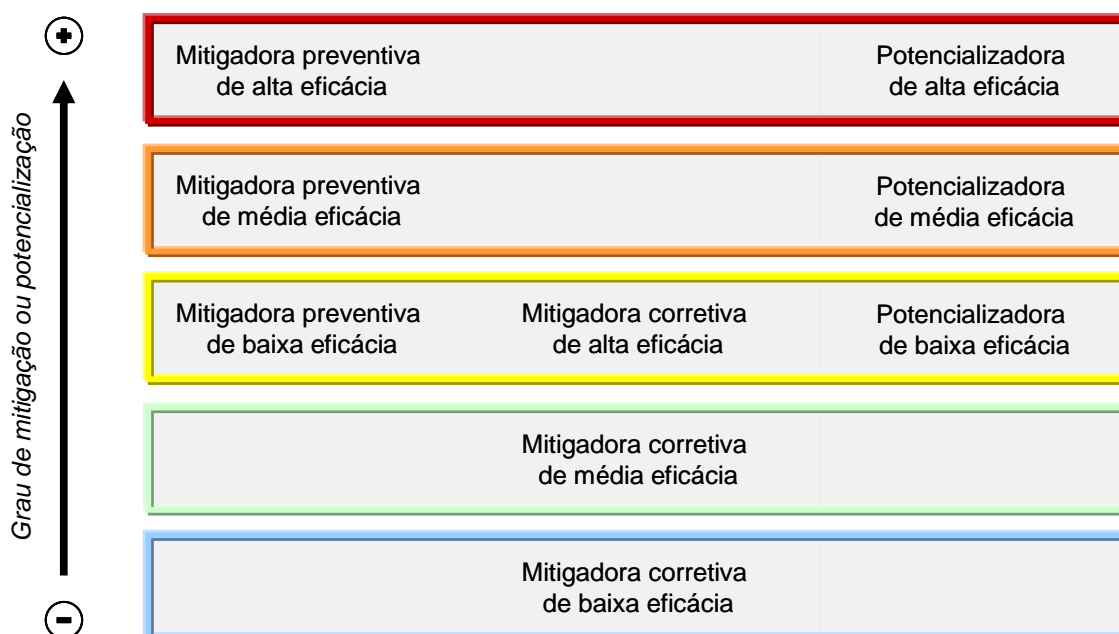 Grau de mitigação ou potencialização
+
Mitigadora preventiva
de alta eficácia
Potencializadora
de alta eficácia
Mitigadora preventiva
de média eficácia
Potencializadora
de média eficácia
Mitigadora preventiva
de baixa eficácia
Mitigadora corretiva
de alta eficácia
Potencializadora
de baixa eficácia
Mitigadora corretiva
de média eficácia
Mitigadora corretiva
de baixa eficácia
-